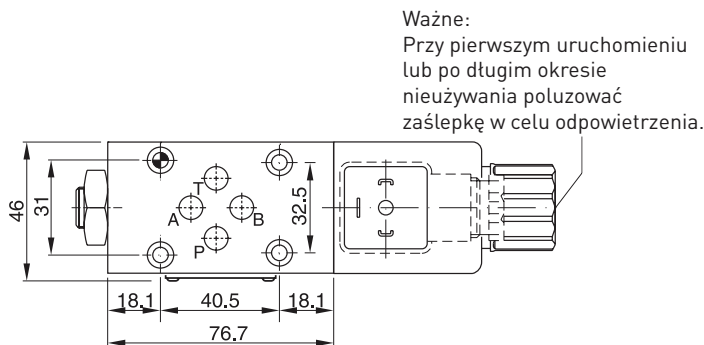 Ważne:
Przy pierwszym uruchomieniu
lub po długim okresie
nieużywania poluzować
zaślepkę w celu odpowietrzenia.
46
31
T
A
B
P
32.5
18.1
40.5
18.1
76.7